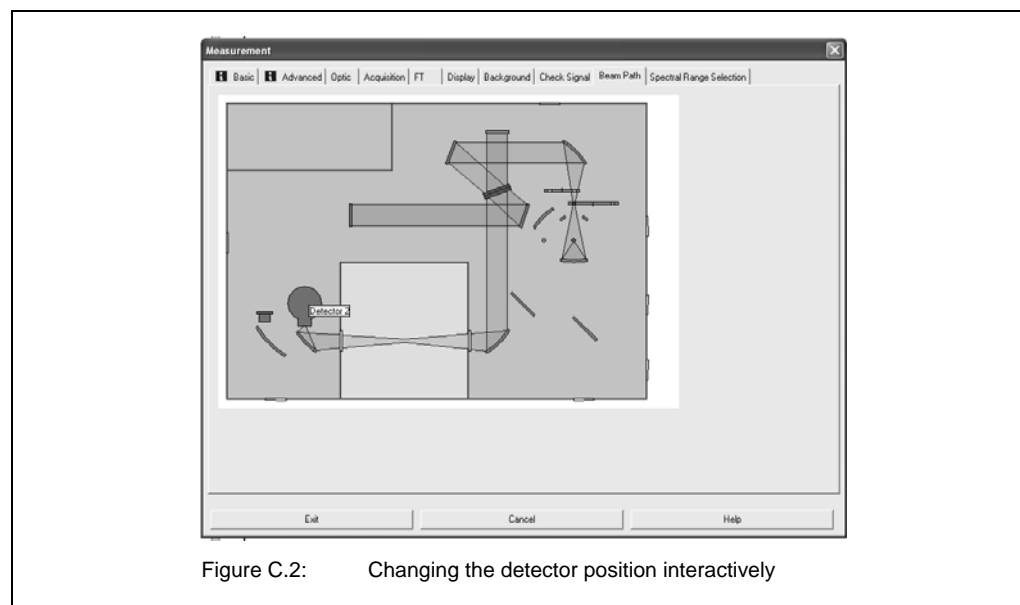 Measurement
Basic Advanced Optic Acquisition FT Display Background Check Signal Beam Path Spectral Range Selection
Detector 2
Exit Cancel Help
Figure C.2: Changing the detector position interactively